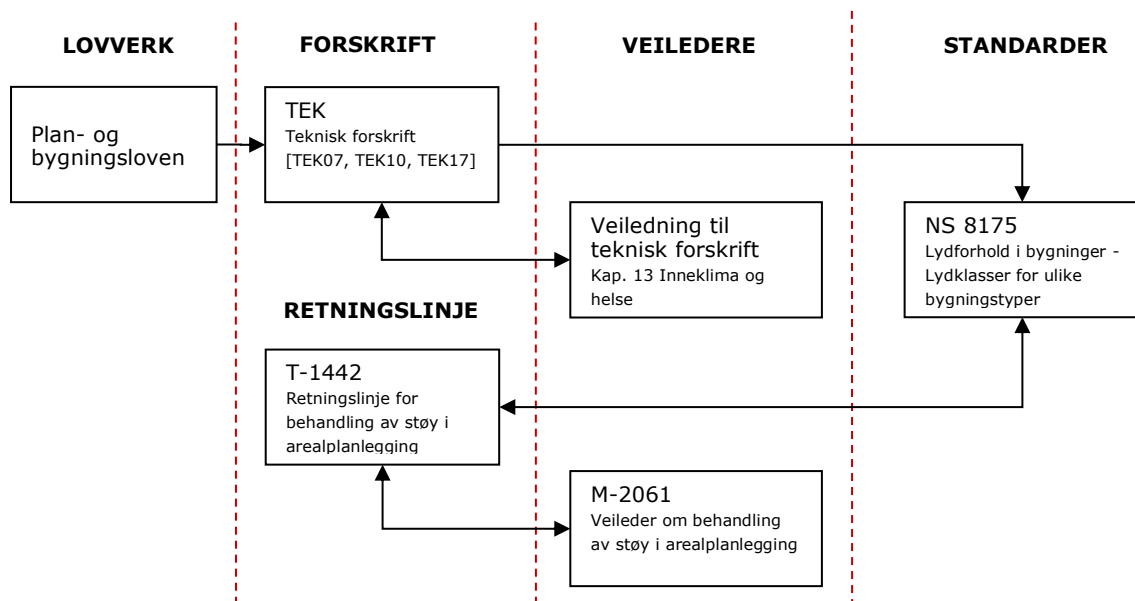 LOVVERK
FORSKRIFT
VEILEDERE
STANDARDER
Plan- og
bygningsloven
TEK
Teknisk forskrift
[TEK07, TEK10, TEK17]
Veiledning til
teknisk forskrift
Kap. 13 Inneklima og
helse
NS 8175
Lydforhold i bygninger -
Lydklasser for ulike
bygningstyper
RETNINGSLINJE
T-1442
Retningslinje for
behandling av støy i
arealplanlegging
M-2061
Veileder om behandling
av støy i arealplanlegging